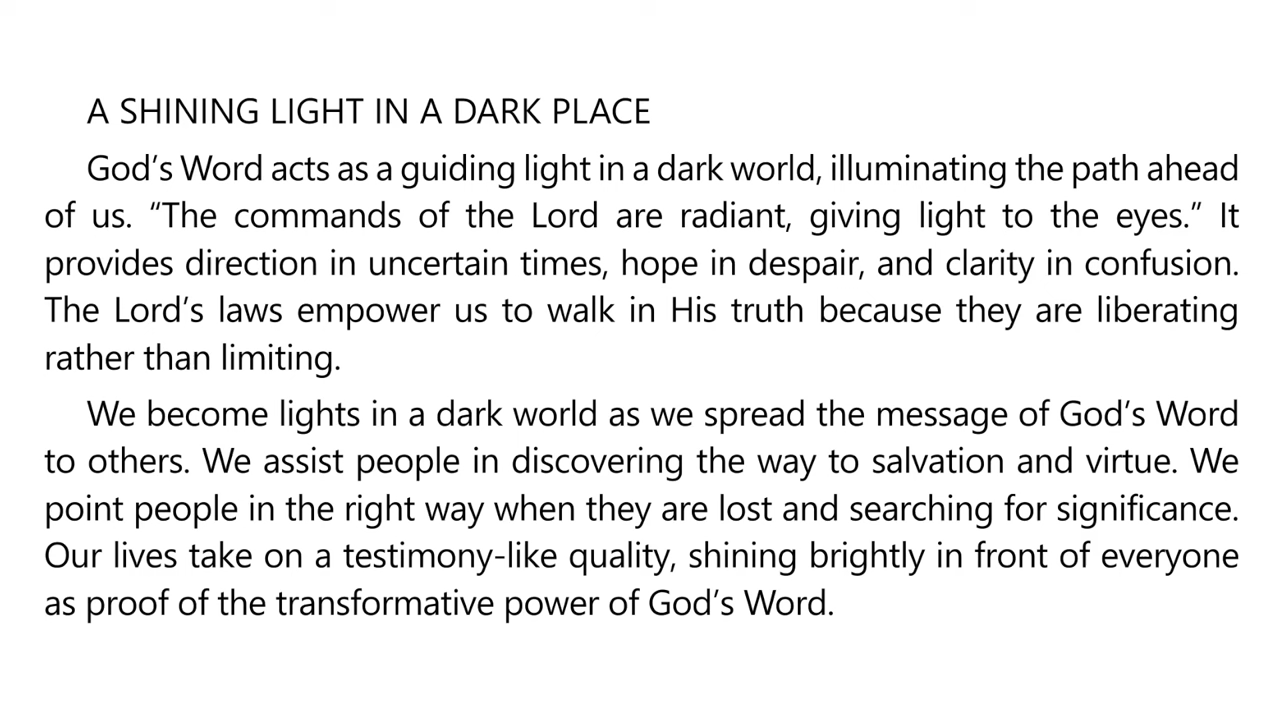 A SHINING LIGHT IN A DARK PLACE
God’s Word acts as a guiding light in a dark world, illuminating the path ahead
of us. “The commands of the Lord are radiant, giving light to the eyes.” It
provides direction in uncertain times, hope in despair, and clarity in confusion.
The Lord’s laws empower us to walk in His truth because they are liberating
rather than limiting.
We become lights in a dark world as we spread the message of God’s Word
to others. We assist people in discovering the way to salvation and virtue. We
point people in the right way when they are lost and searching for significance.
Our lives take on a testimony-like quality, shining brightly in front of everyone
as proof of the transformative power of God’s Word.